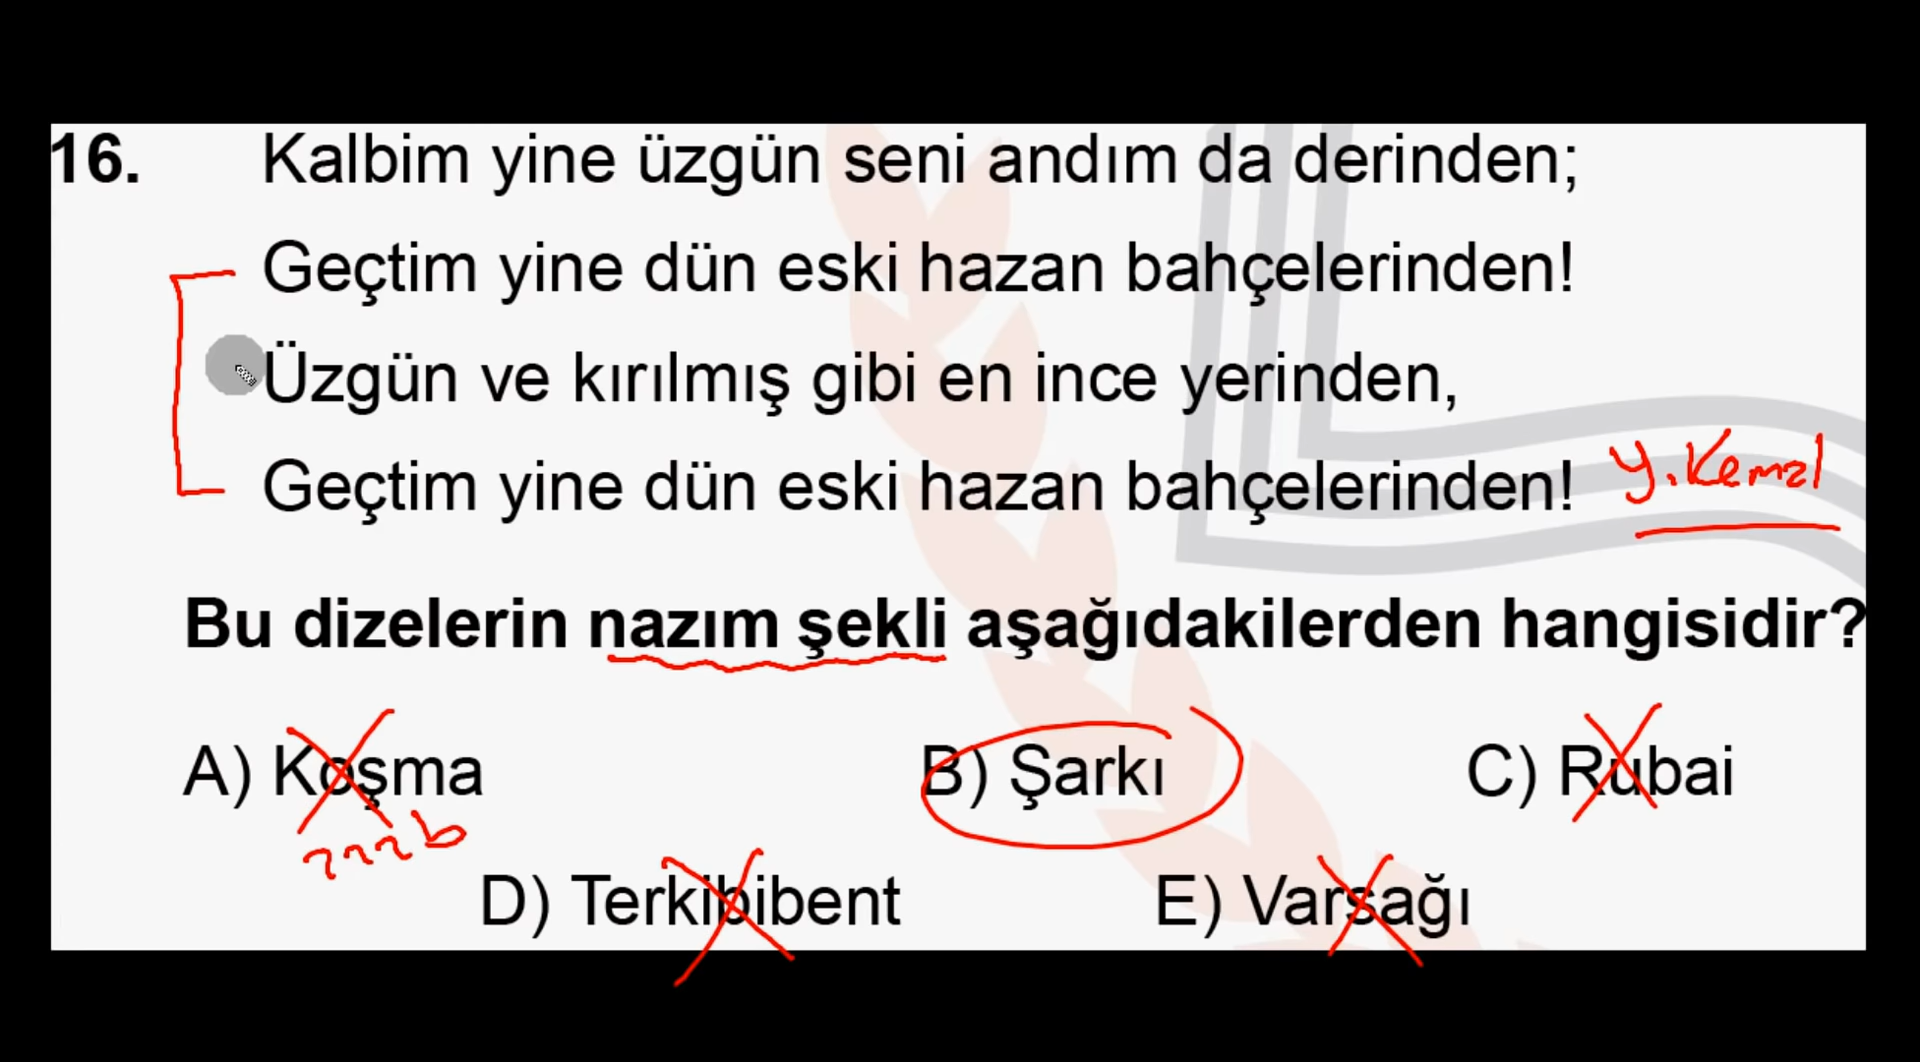 16. Kalbim yine üzgün seni andım da derinden;
Geçtim yine dün eski hazan bahçelerinden!
Üzgün ve kırılmış gibi en ince yerinden,
Geçtim yine dün eski hazan bahçelerinden! Y.Kemal
Bu dizelerin nazım şekli aşağıdakilerden hangisidir?
A) Koşma B) Şarkı C) Rubai
aaab
D) Terkibibent E) Varsağı